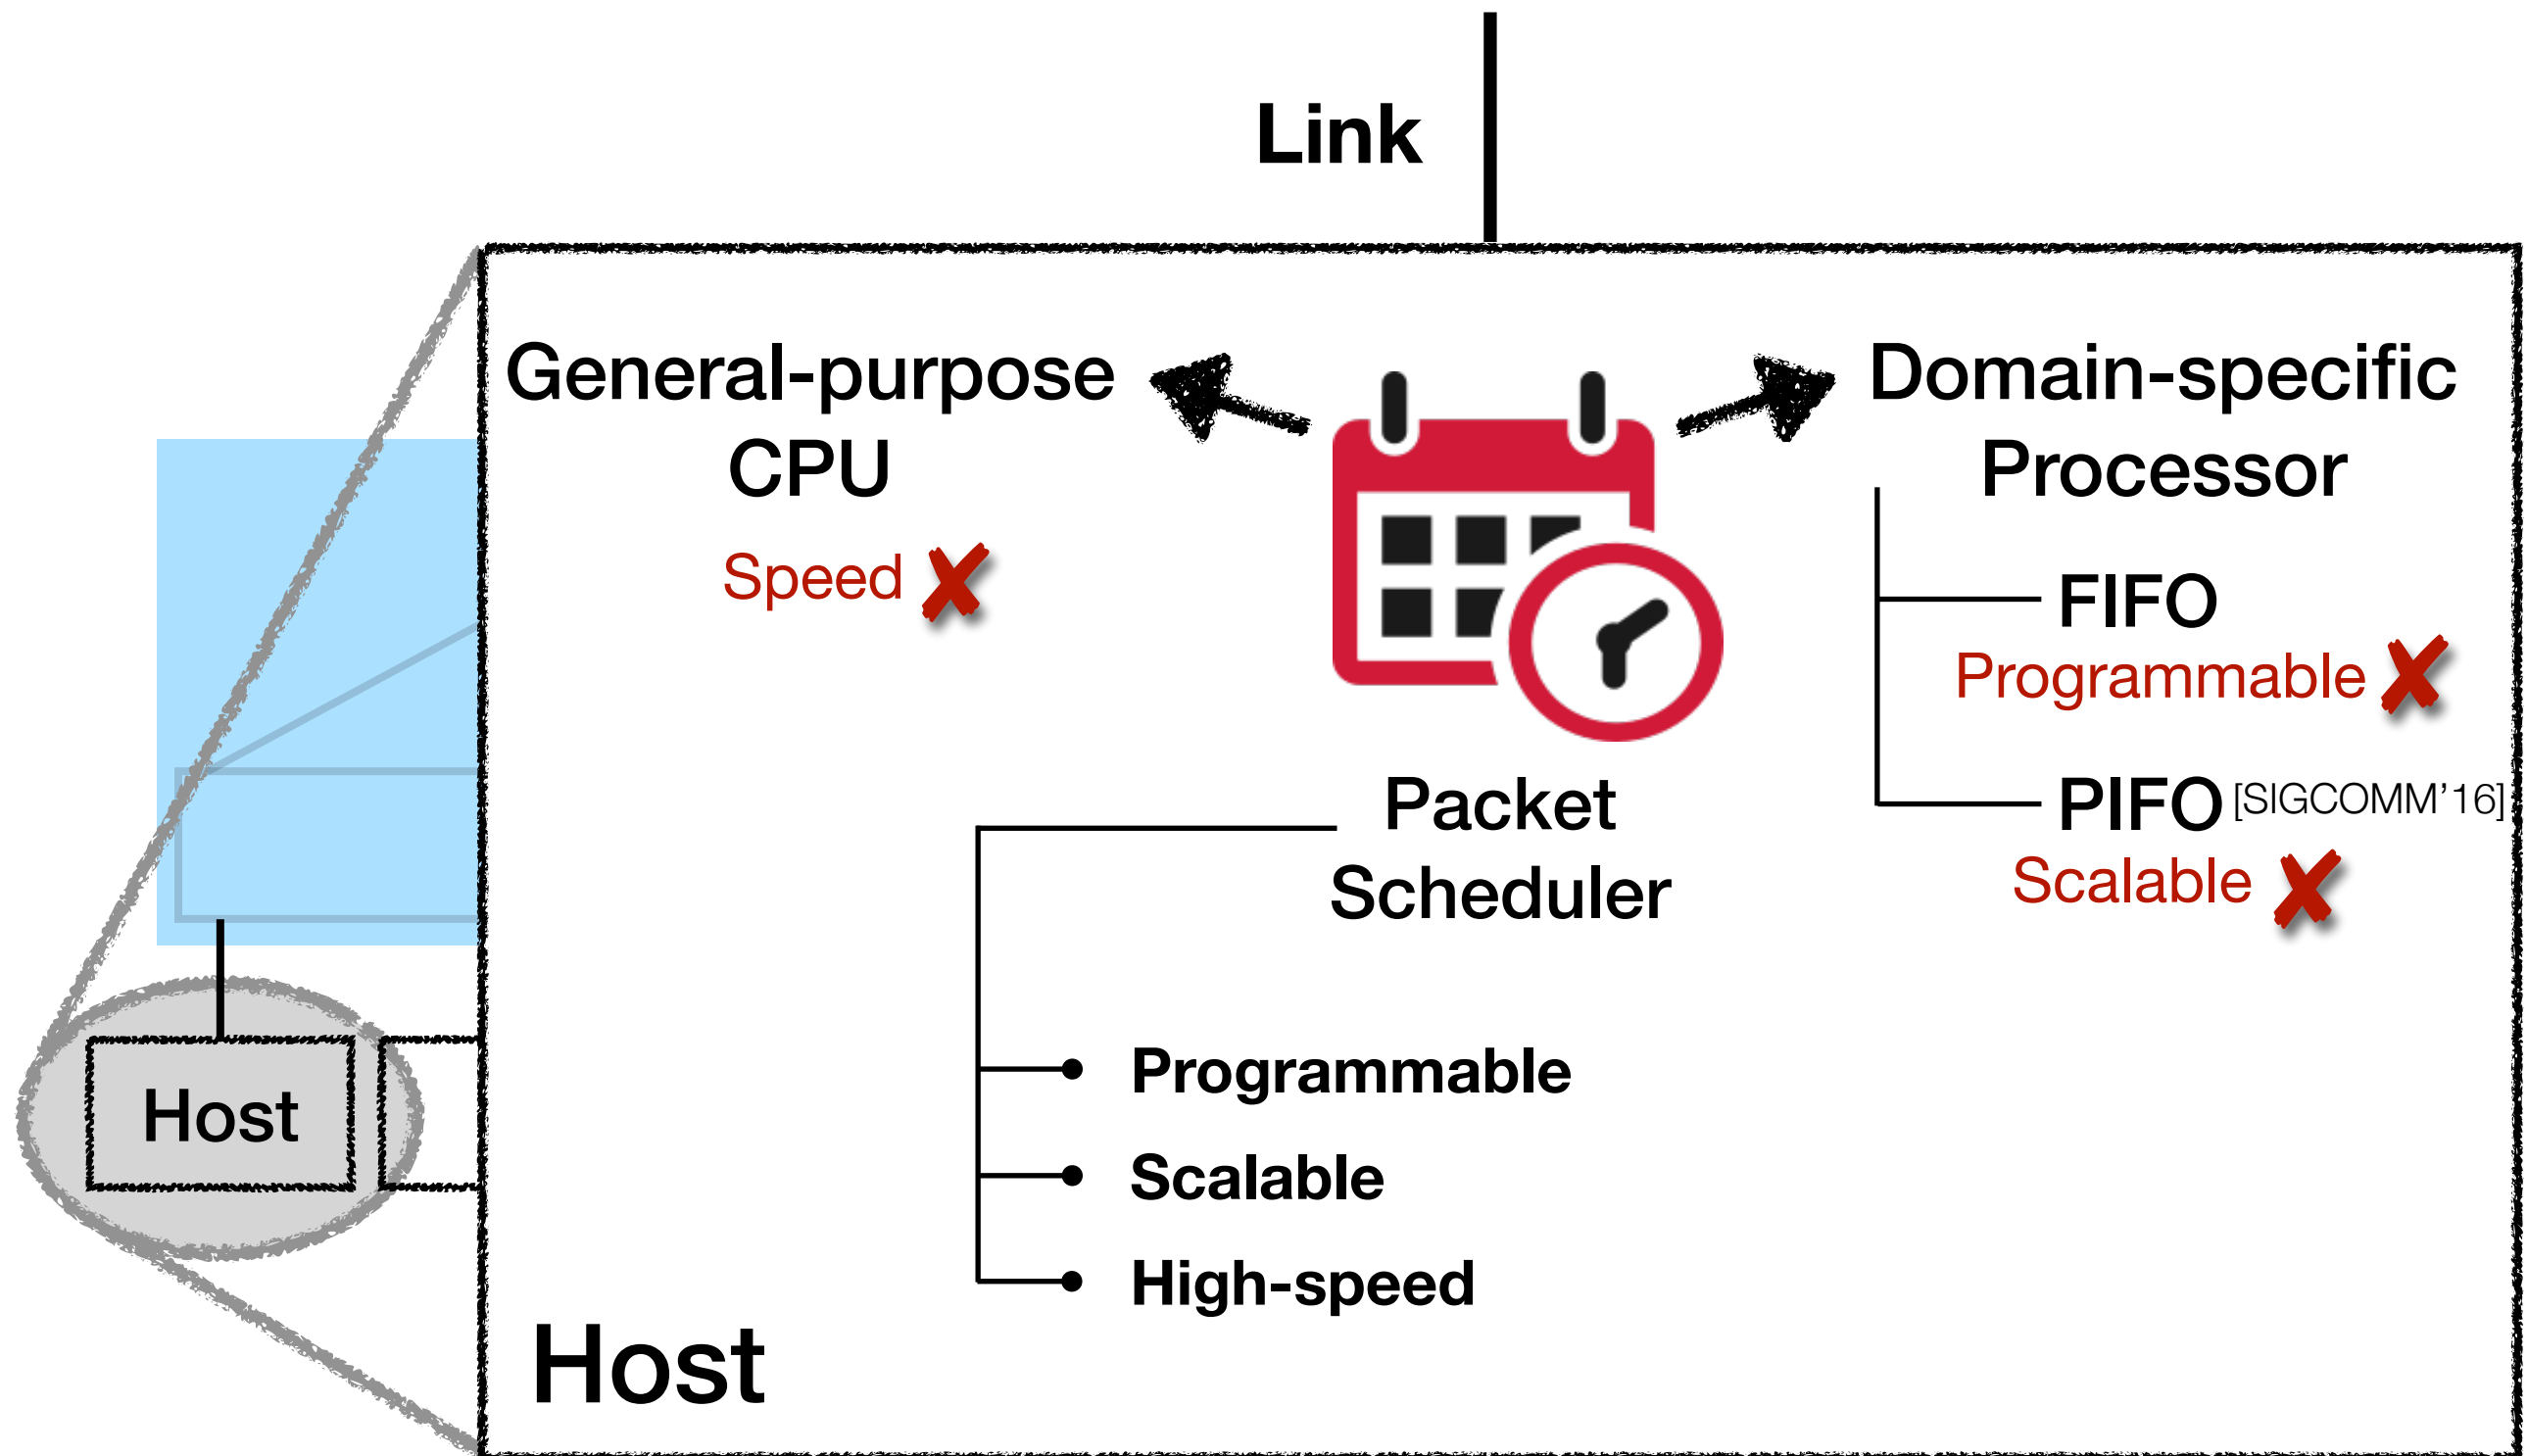 Link
General-purpose
CPU
Speed ✘
Domain-specific
Processor
FIFO
Programmable ✘
PIFO [SIGCOMM’16]
Scalable ✘
Packet
Scheduler
Programmable
Scalable
High-speed
Host
Host